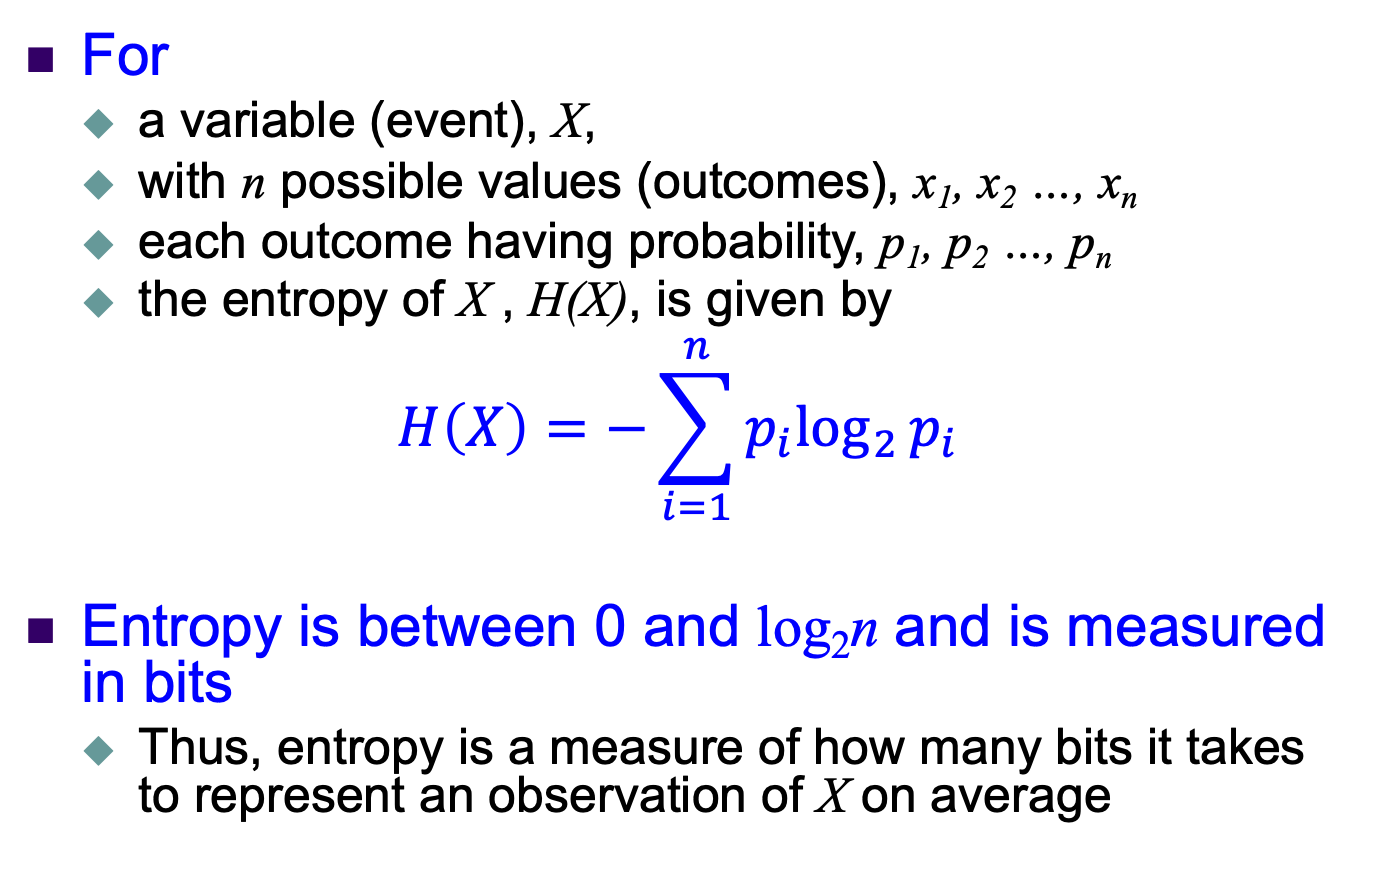 ■ For
◆ a variable (event), X,
◆ with n possible values (outcomes), x₁, x₂ ..., xₙ
◆ each outcome having probability, p₁, p₂ ..., pₙ
◆ the entropy of X , H(X), is given by
H(X) = − ∑ᵢ₌₁ⁿ pᵢ log₂ pᵢ
■ Entropy is between 0 and log₂n and is measured
in bits
◆ Thus, entropy is a measure of how many bits it takes
to represent an observation of X on average